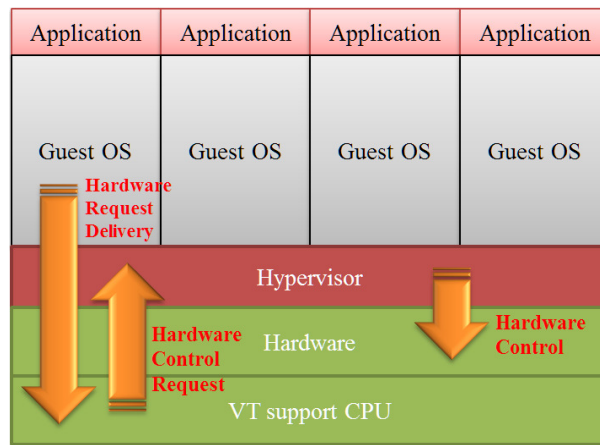 Application Application Application Application
Guest OS Guest OS Guest OS Guest OS
Hardware
Request
Delivery
Hypervisor
Hardware
Control
Request
Hardware
Hardware
Control
VT support CPU